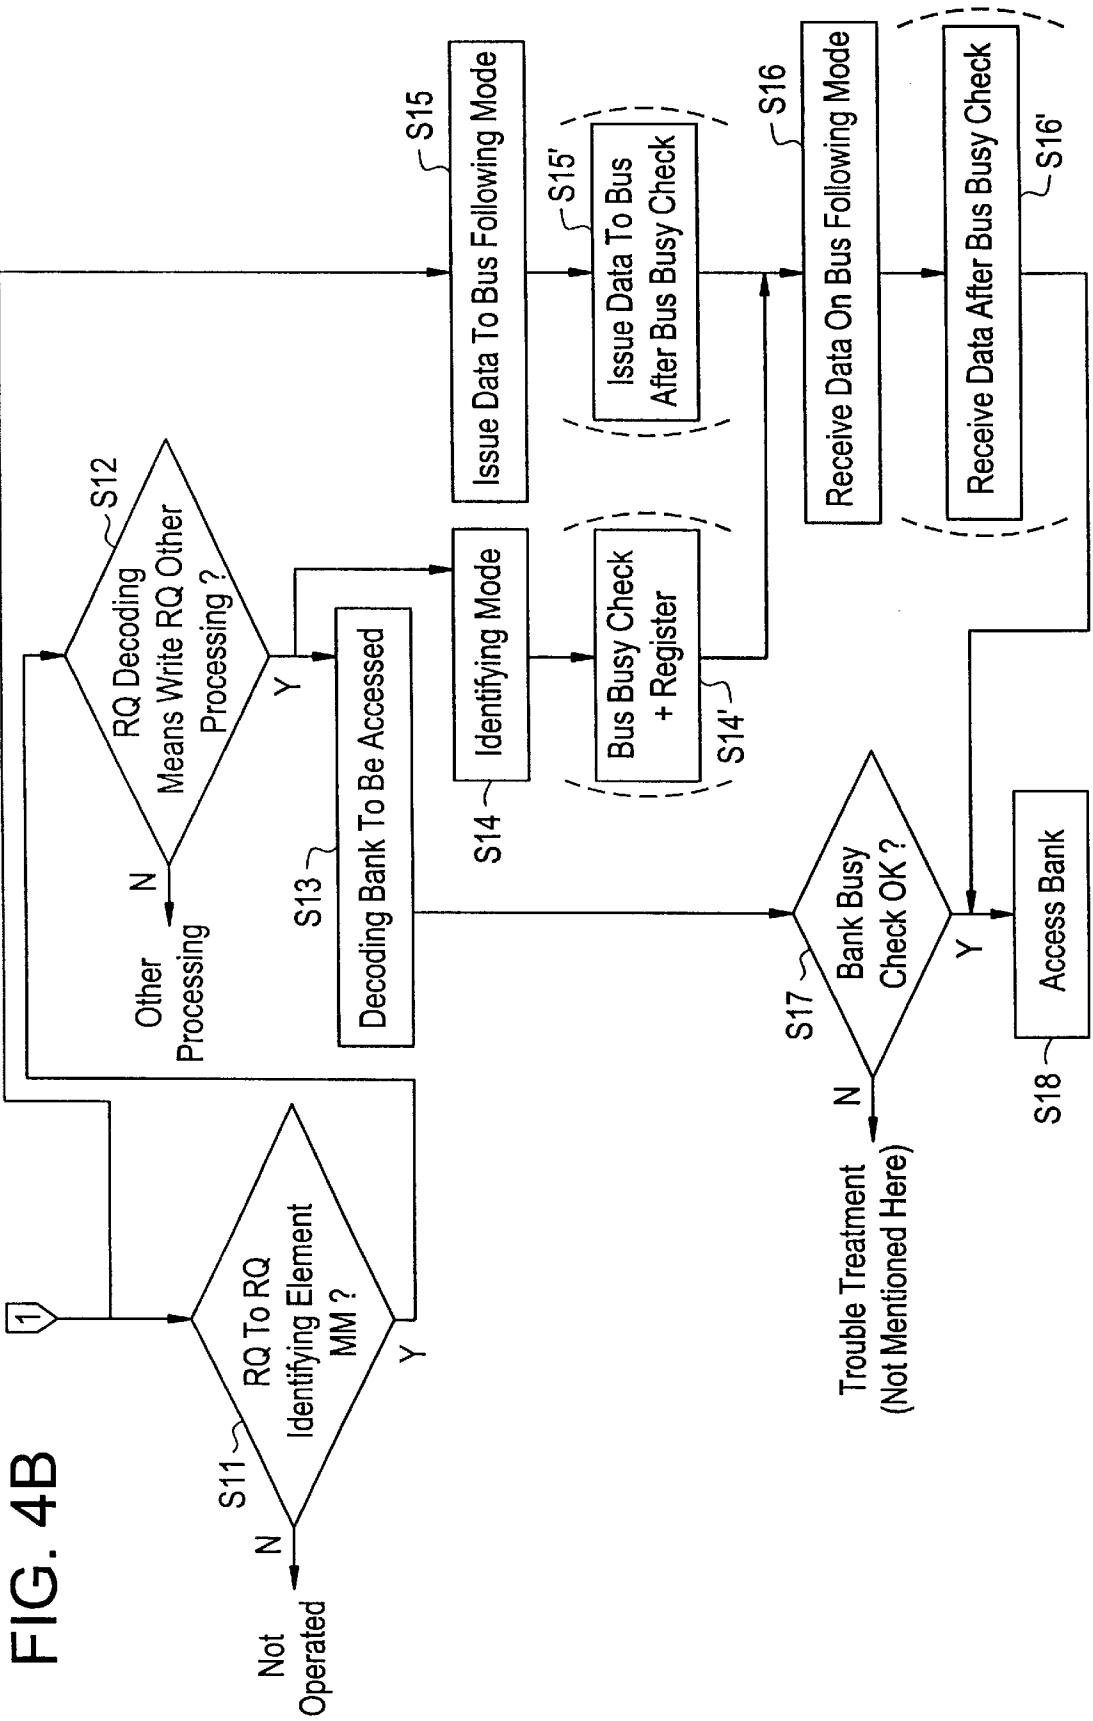 FIG. 4B
1
RQ To RQ
Identifying Element
MM ?
S11
N
Not
Operated
Y
RQ Decoding
Means Write RQ Other
Processing ?
S12
N
Other
Processing
Y
S13
Decoding Bank To Be Accessed
S14
Identifying Mode
Bus Busy Check
+ Register
S14'
S15
Issue Data To Bus Following Mode
S15'
Issue Data To Bus
After Bus Busy Check
S16
Receive Data On Bus Following Mode
Receive Data After Bus Busy Check
S16'
S17
Bank Busy
Check OK ?
N
Trouble Treatment
(Not Mentioned Here)
Y
Access Bank
S18